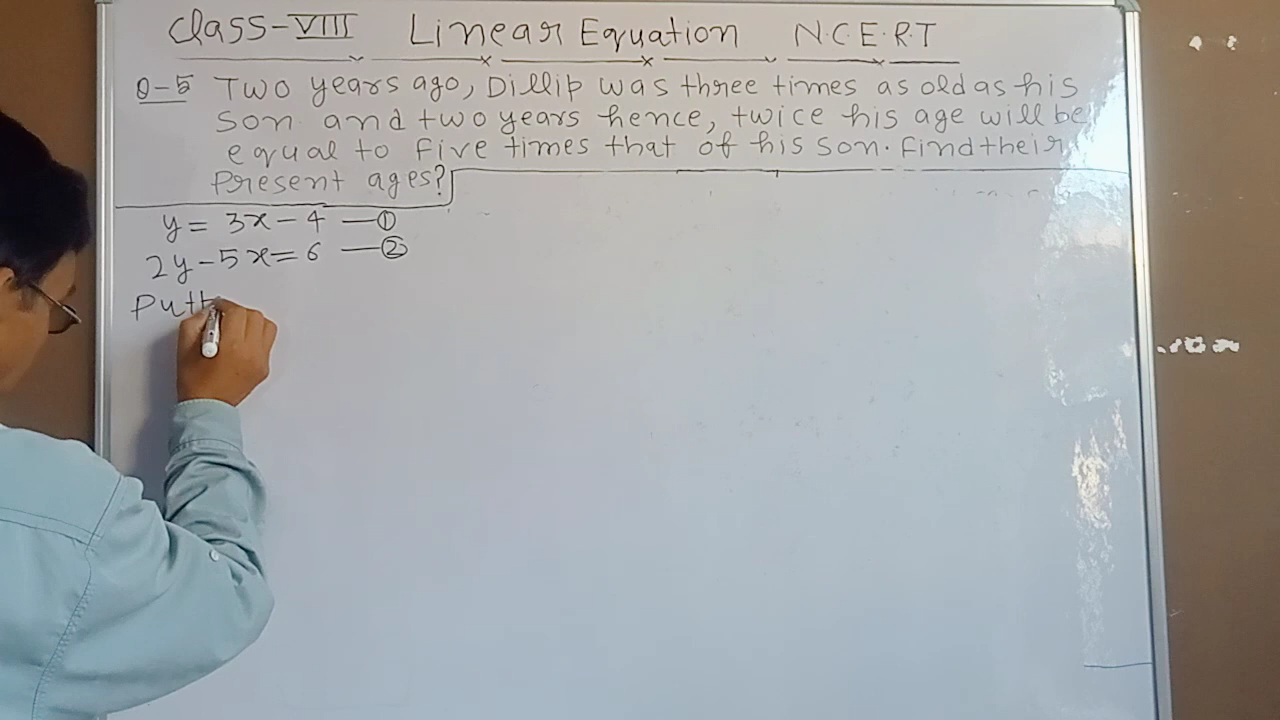 Class-VIII Linear Equation N.C.E.R.T
Q-5 Two years ago, Dillip was three times as old as his
son and two years hence, twice his age will be
equal to five times that of his son. Find their
Present ages?
y = 3x - 4 — ①
2y - 5x = 6 — ②
Putt